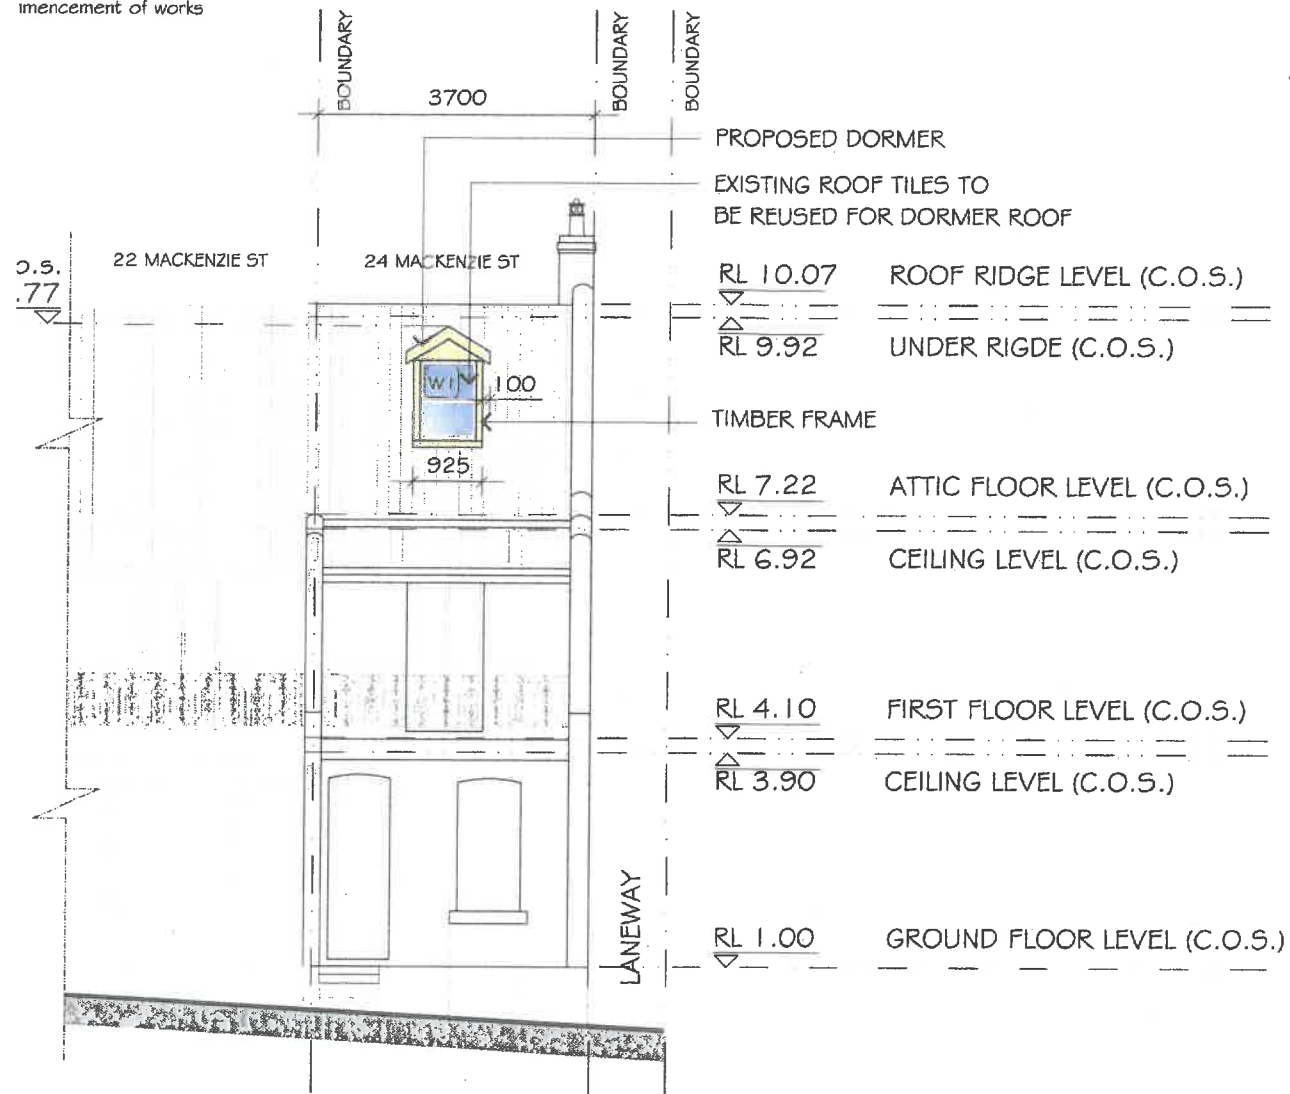 imencement of works
BOUNDARY
BOUNDARY
BOUNDARY
3700
PROPOSED DORMER
EXISTING ROOF TILES TO
BE REUSED FOR DORMER ROOF
O.S.
.77
22 MACKENZIE ST
24 MACKENZIE ST
RL 10.07 ROOF RIDGE LEVEL (C.O.S.)
RL 9.92 UNDER RIGDE (C.O.S.)
W1
100
TIMBER FRAME
925
RL 7.22 ATTIC FLOOR LEVEL (C.O.S.)
RL 6.92 CEILING LEVEL (C.O.S.)
RL 4.10 FIRST FLOOR LEVEL (C.O.S.)
RL 3.90 CEILING LEVEL (C.O.S.)
LANEWAY
RL 1.00 GROUND FLOOR LEVEL (C.O.S.)